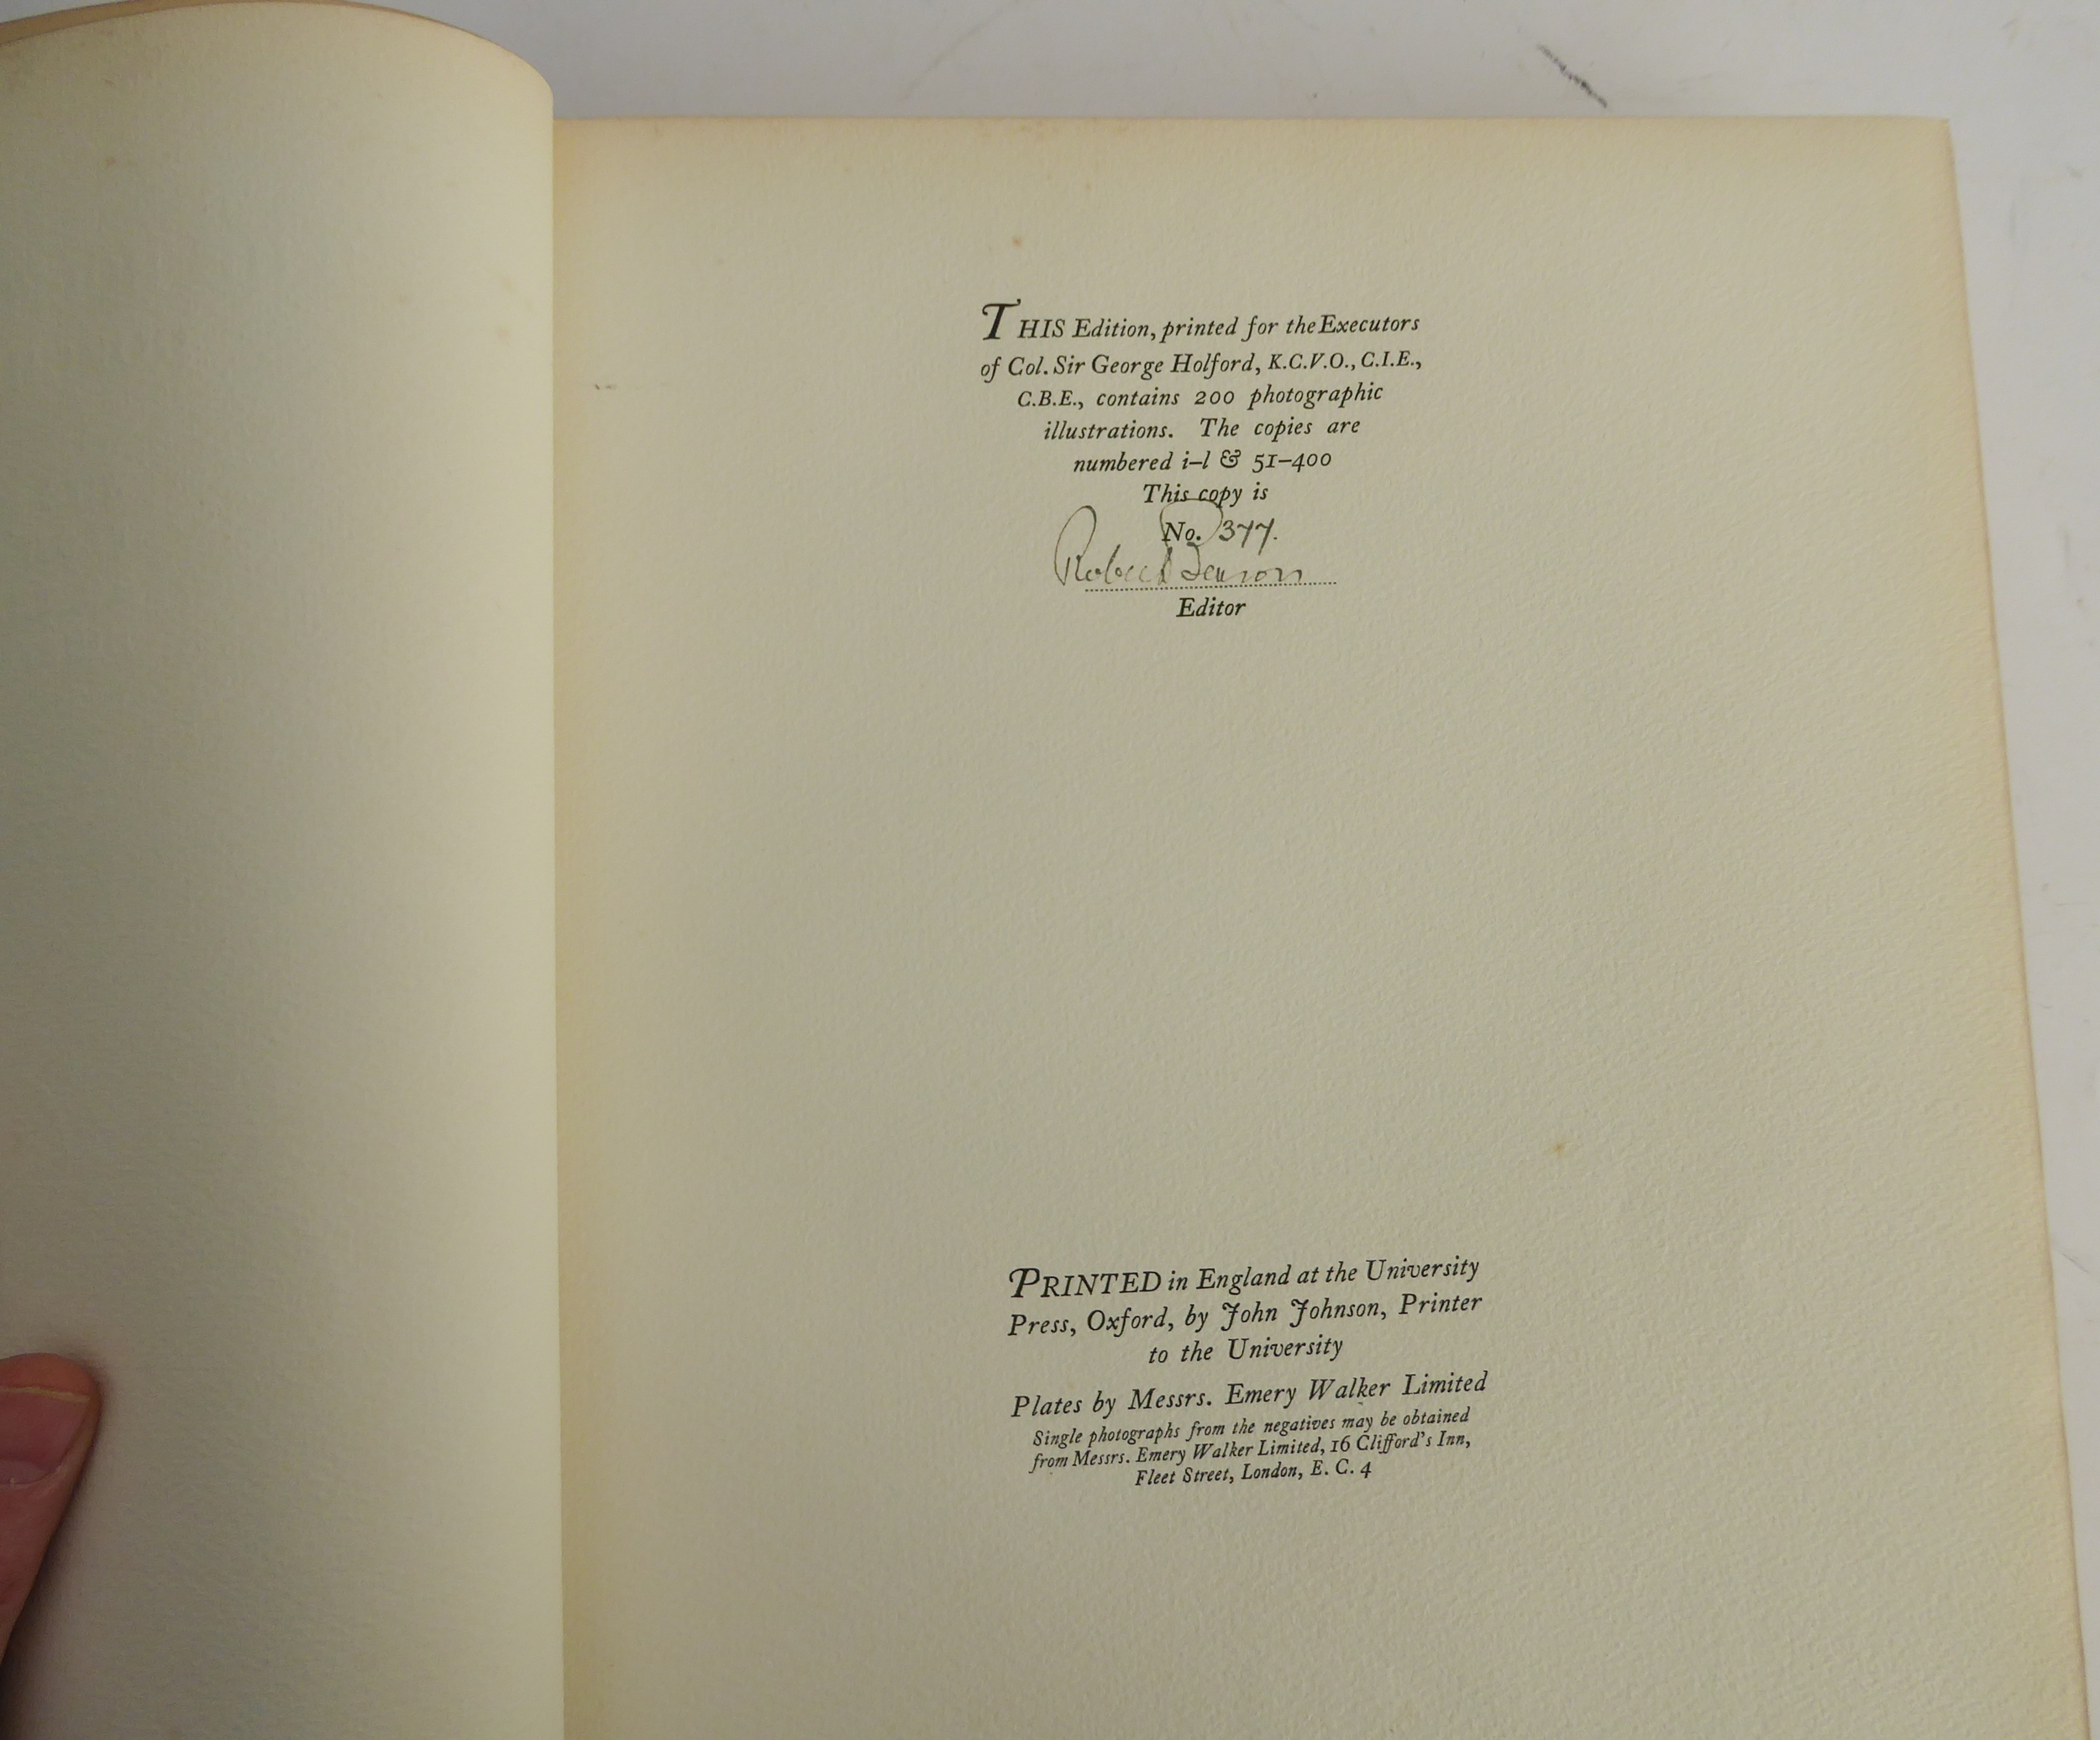 THIS Edition, printed for the Executors
of Col. Sir George Holford, K.C.V.O., C.I.E.,
C.B.E., contains 200 photographic
illustrations. The copies are
numbered i–l & 51–400
This copy is
No. 377.
Robert Benson
Editor
PRINTED in England at the University
Press, Oxford, by John Johnson, Printer
to the University
Plates by Messrs. Emery Walker Limited
Single photographs from the negatives may be obtained
from Messrs. Emery Walker Limited, 16 Clifford's Inn,
Fleet Street, London, E. C. 4